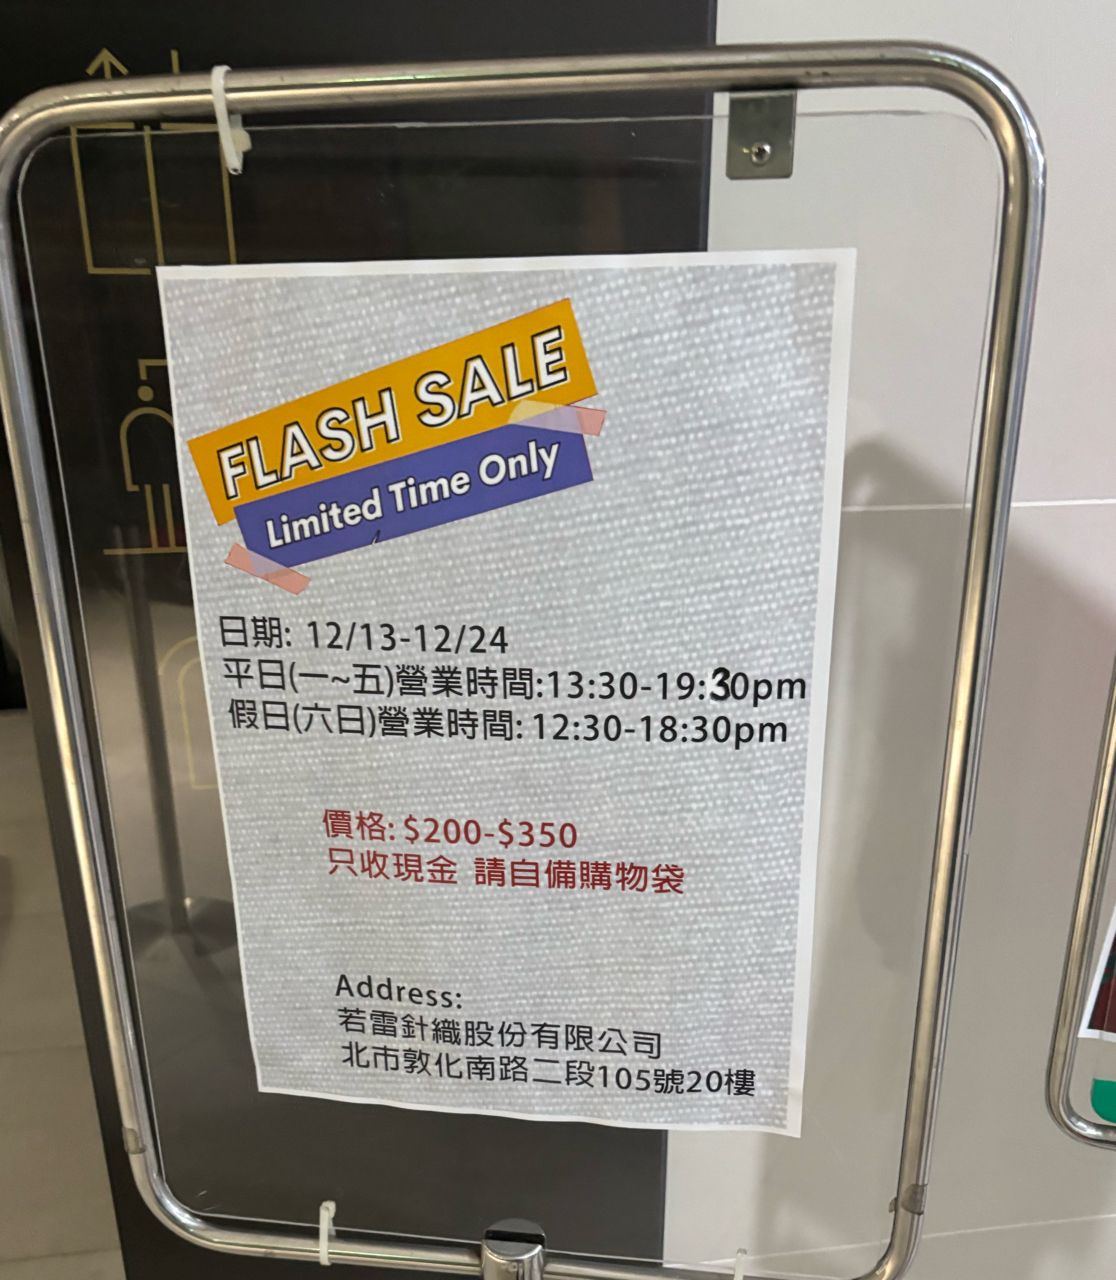 FLASH SALE
Limited Time Only
日期: 12/13-12/24
平日(一~五)營業時間:13:30-19:30pm
假日(六日)營業時間: 12:30-18:30pm
價格: $200-$350
只收現金 請自備購物袋
Address:
若雷針織股份有限公司
北市敦化南路二段105號20樓